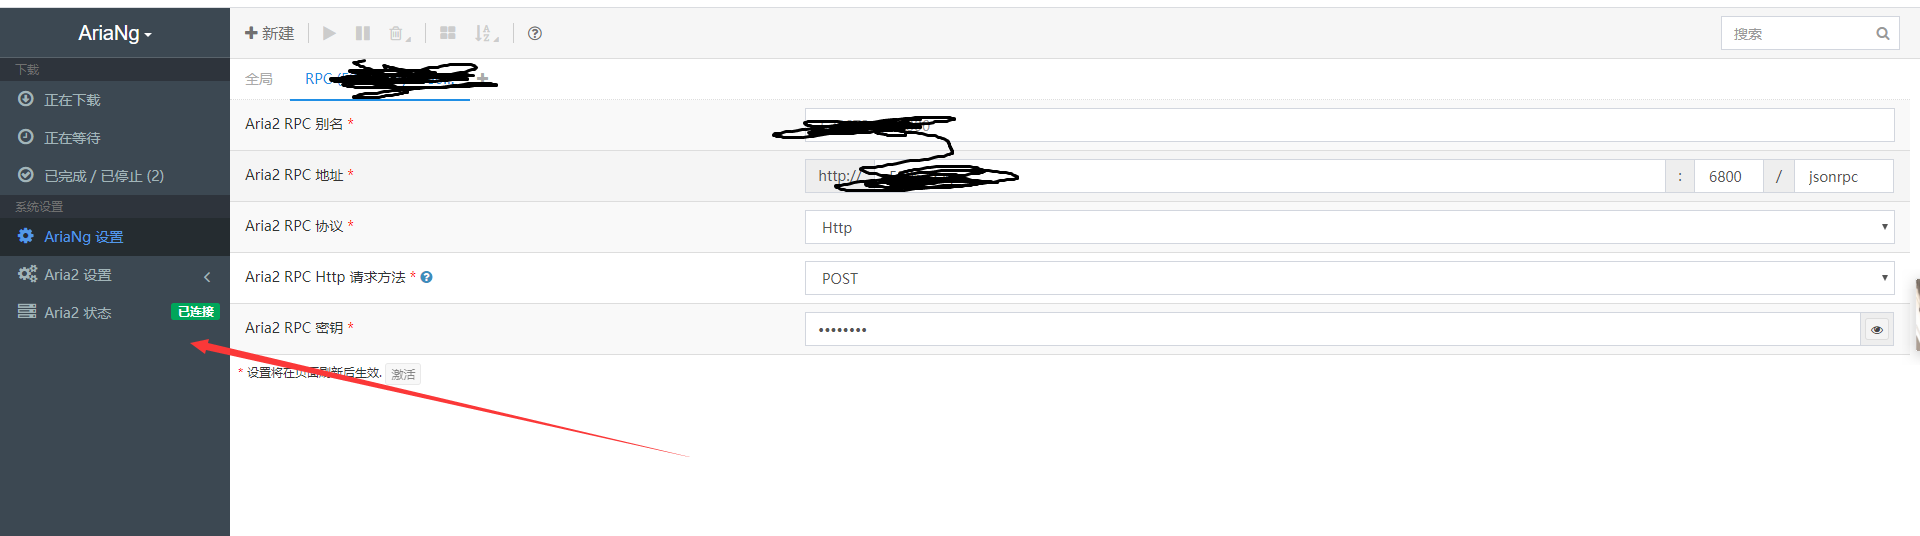 AriaNg
新建
搜索
下载
全局
RPC
正在下载
Aria2 RPC 别名 *
正在等待
已完成 / 已停止 (2)
Aria2 RPC 地址 *
http://
:
6800
/
jsonrpc
系统设置
AriaNg 设置
Aria2 RPC 协议 *
Http
Aria2 设置
Aria2 RPC Http 请求方法 *
POST
Aria2 状态
已连接
Aria2 RPC 密钥 *
••••••••
* 设置将在页面刷新后生效.
激活